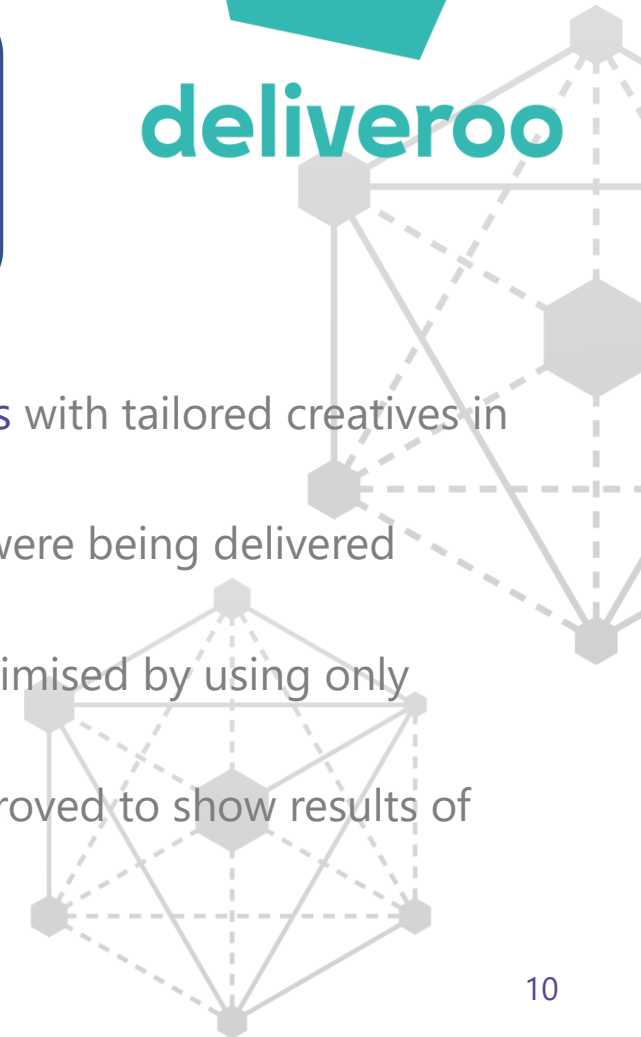 deliveroo
s with tailored creatives in
were being delivered
imised by using only
roved to show results of
10